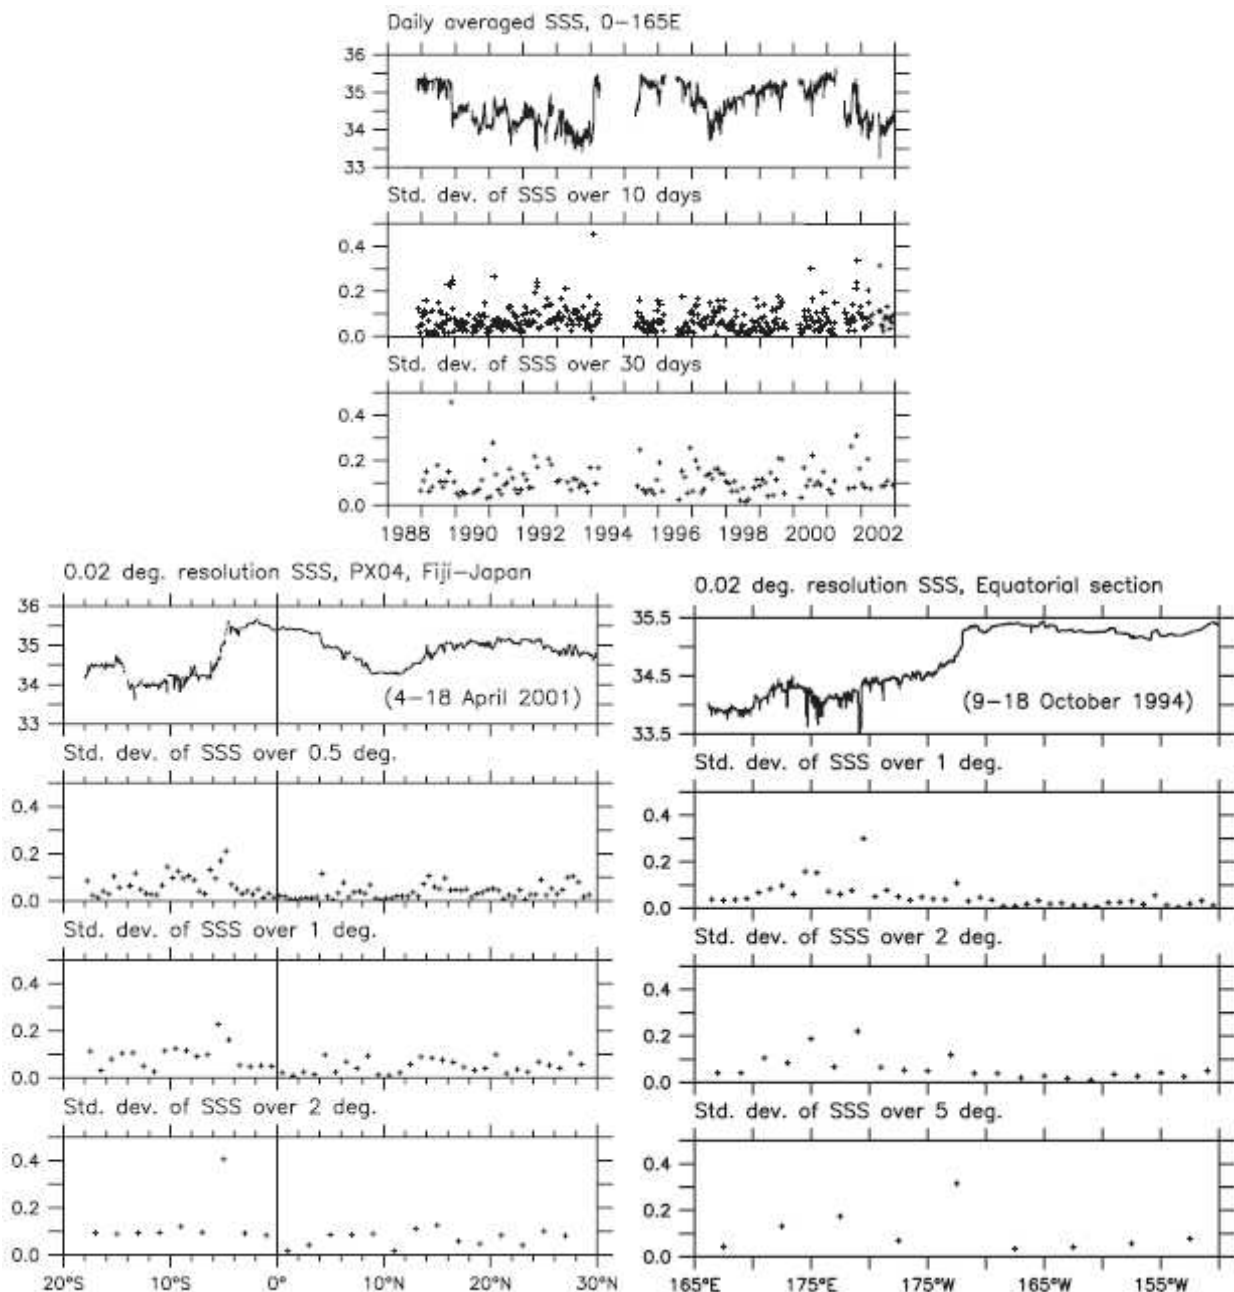 Daily averaged SSS, 0-165E
36
35
34
33
Std. dev. of SSS over 10 days
0.4
0.2
0.0
Std. dev. of SSS over 30 days
0.4
0.2
0.0
1988 1990 1992 1994 1996 1998 2000 2002
0.02 deg. resolution SSS, PX04, Fiji-Japan
36
35
34
33
(4-18 April 2001)
Std. dev. of SSS over 0.5 deg.
0.4
0.2
0.0
Std. dev. of SSS over 1 deg.
0.4
0.2
0.0
Std. dev. of SSS over 2 deg.
0.4
0.2
0.0
20°S 10°S 0° 10°N 20°N 30°N
0.02 deg. resolution SSS, Equatorial section
35.5
34.5
33.5
(9-18 October 1994)
Std. dev. of SSS over 1 deg.
0.4
0.2
0.0
Std. dev. of SSS over 2 deg.
0.4
0.2
0.0
Std. dev. of SSS over 5 deg.
0.4
0.2
0.0
165°E 175°E 175°W 165°W 155°W